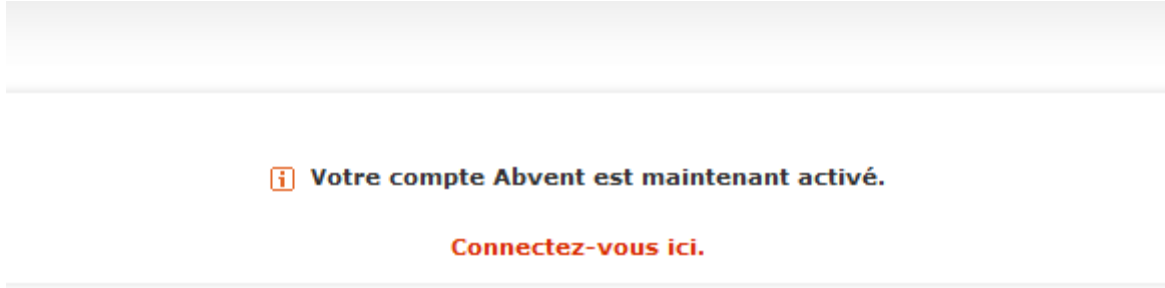 Votre compte Abvent est maintenant activé.
Connectez-vous ici.